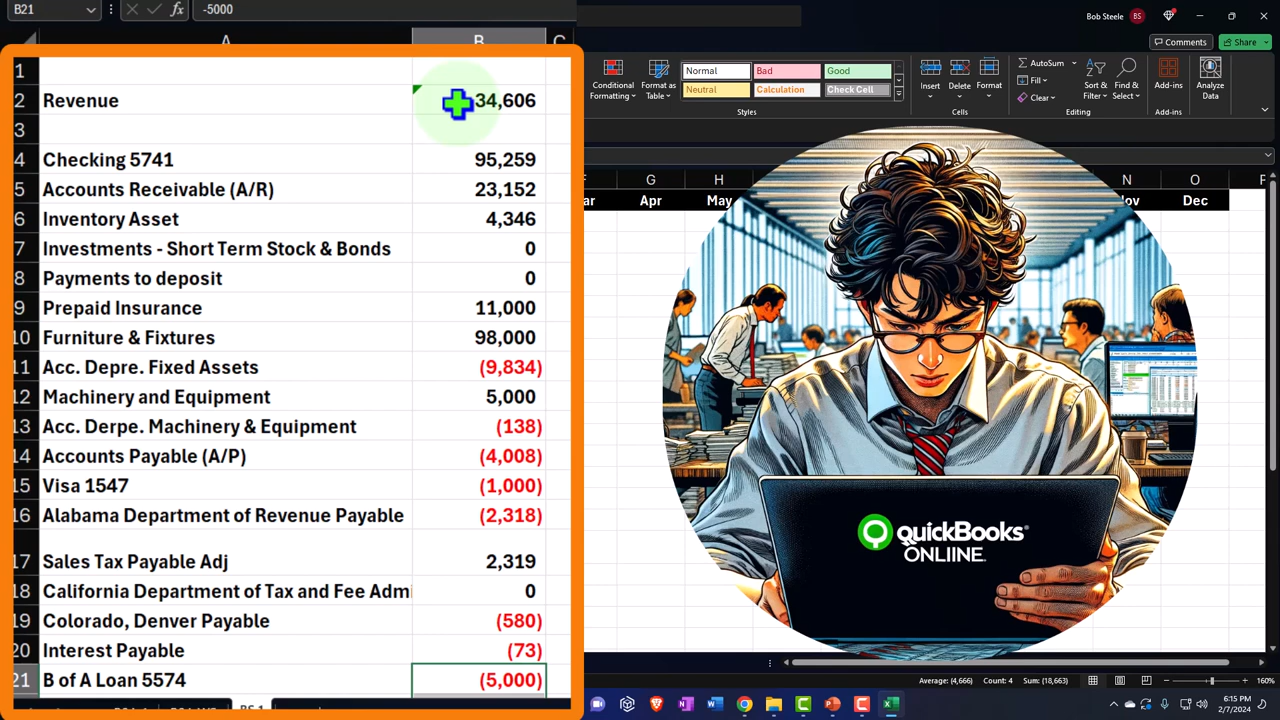 B21
-5000
Bob Steele
BS
Comments
Share
Conditional
Formatting
Format as
Table
Normal
Bad
Good
Neutral
Calculation
Check Cell
Styles
Insert
Delete
Format
Cells
AutoSum
Fill
Clear
Sort &
Filter
Find &
Select
Editing
Add-ins
Add-ins
Analyze
Data
A B C
G H N O
Apr May Dec
1
2 Revenue 34,606
3
4 Checking 5741 95,259
5 Accounts Receivable (A/R) 23,152
6 Inventory Asset 4,346
7 Investments - Short Term Stock & Bonds 0
8 Payments to deposit 0
9 Prepaid Insurance 11,000
10 Furniture & Fixtures 98,000
11 Acc. Depre. Fixed Assets (9,834)
12 Machinery and Equipment 5,000
13 Acc. Derpe. Machinery & Equipment (138)
14 Accounts Payable (A/P) (4,008)
15 Visa 1547 (1,000)
16 Alabama Department of Revenue Payable (2,318)
17 Sales Tax Payable Adj 2,319
18 California Department of Tax and Fee Admi 0
19 Colorado, Denver Payable (580)
20 Interest Payable (73)
21 B of A Loan 5574 (5,000)
quickBooks
ONLIINE
Average: (4,666) Count: 4 Sum: (18,663) 160%
6:15 PM
2/7/2024